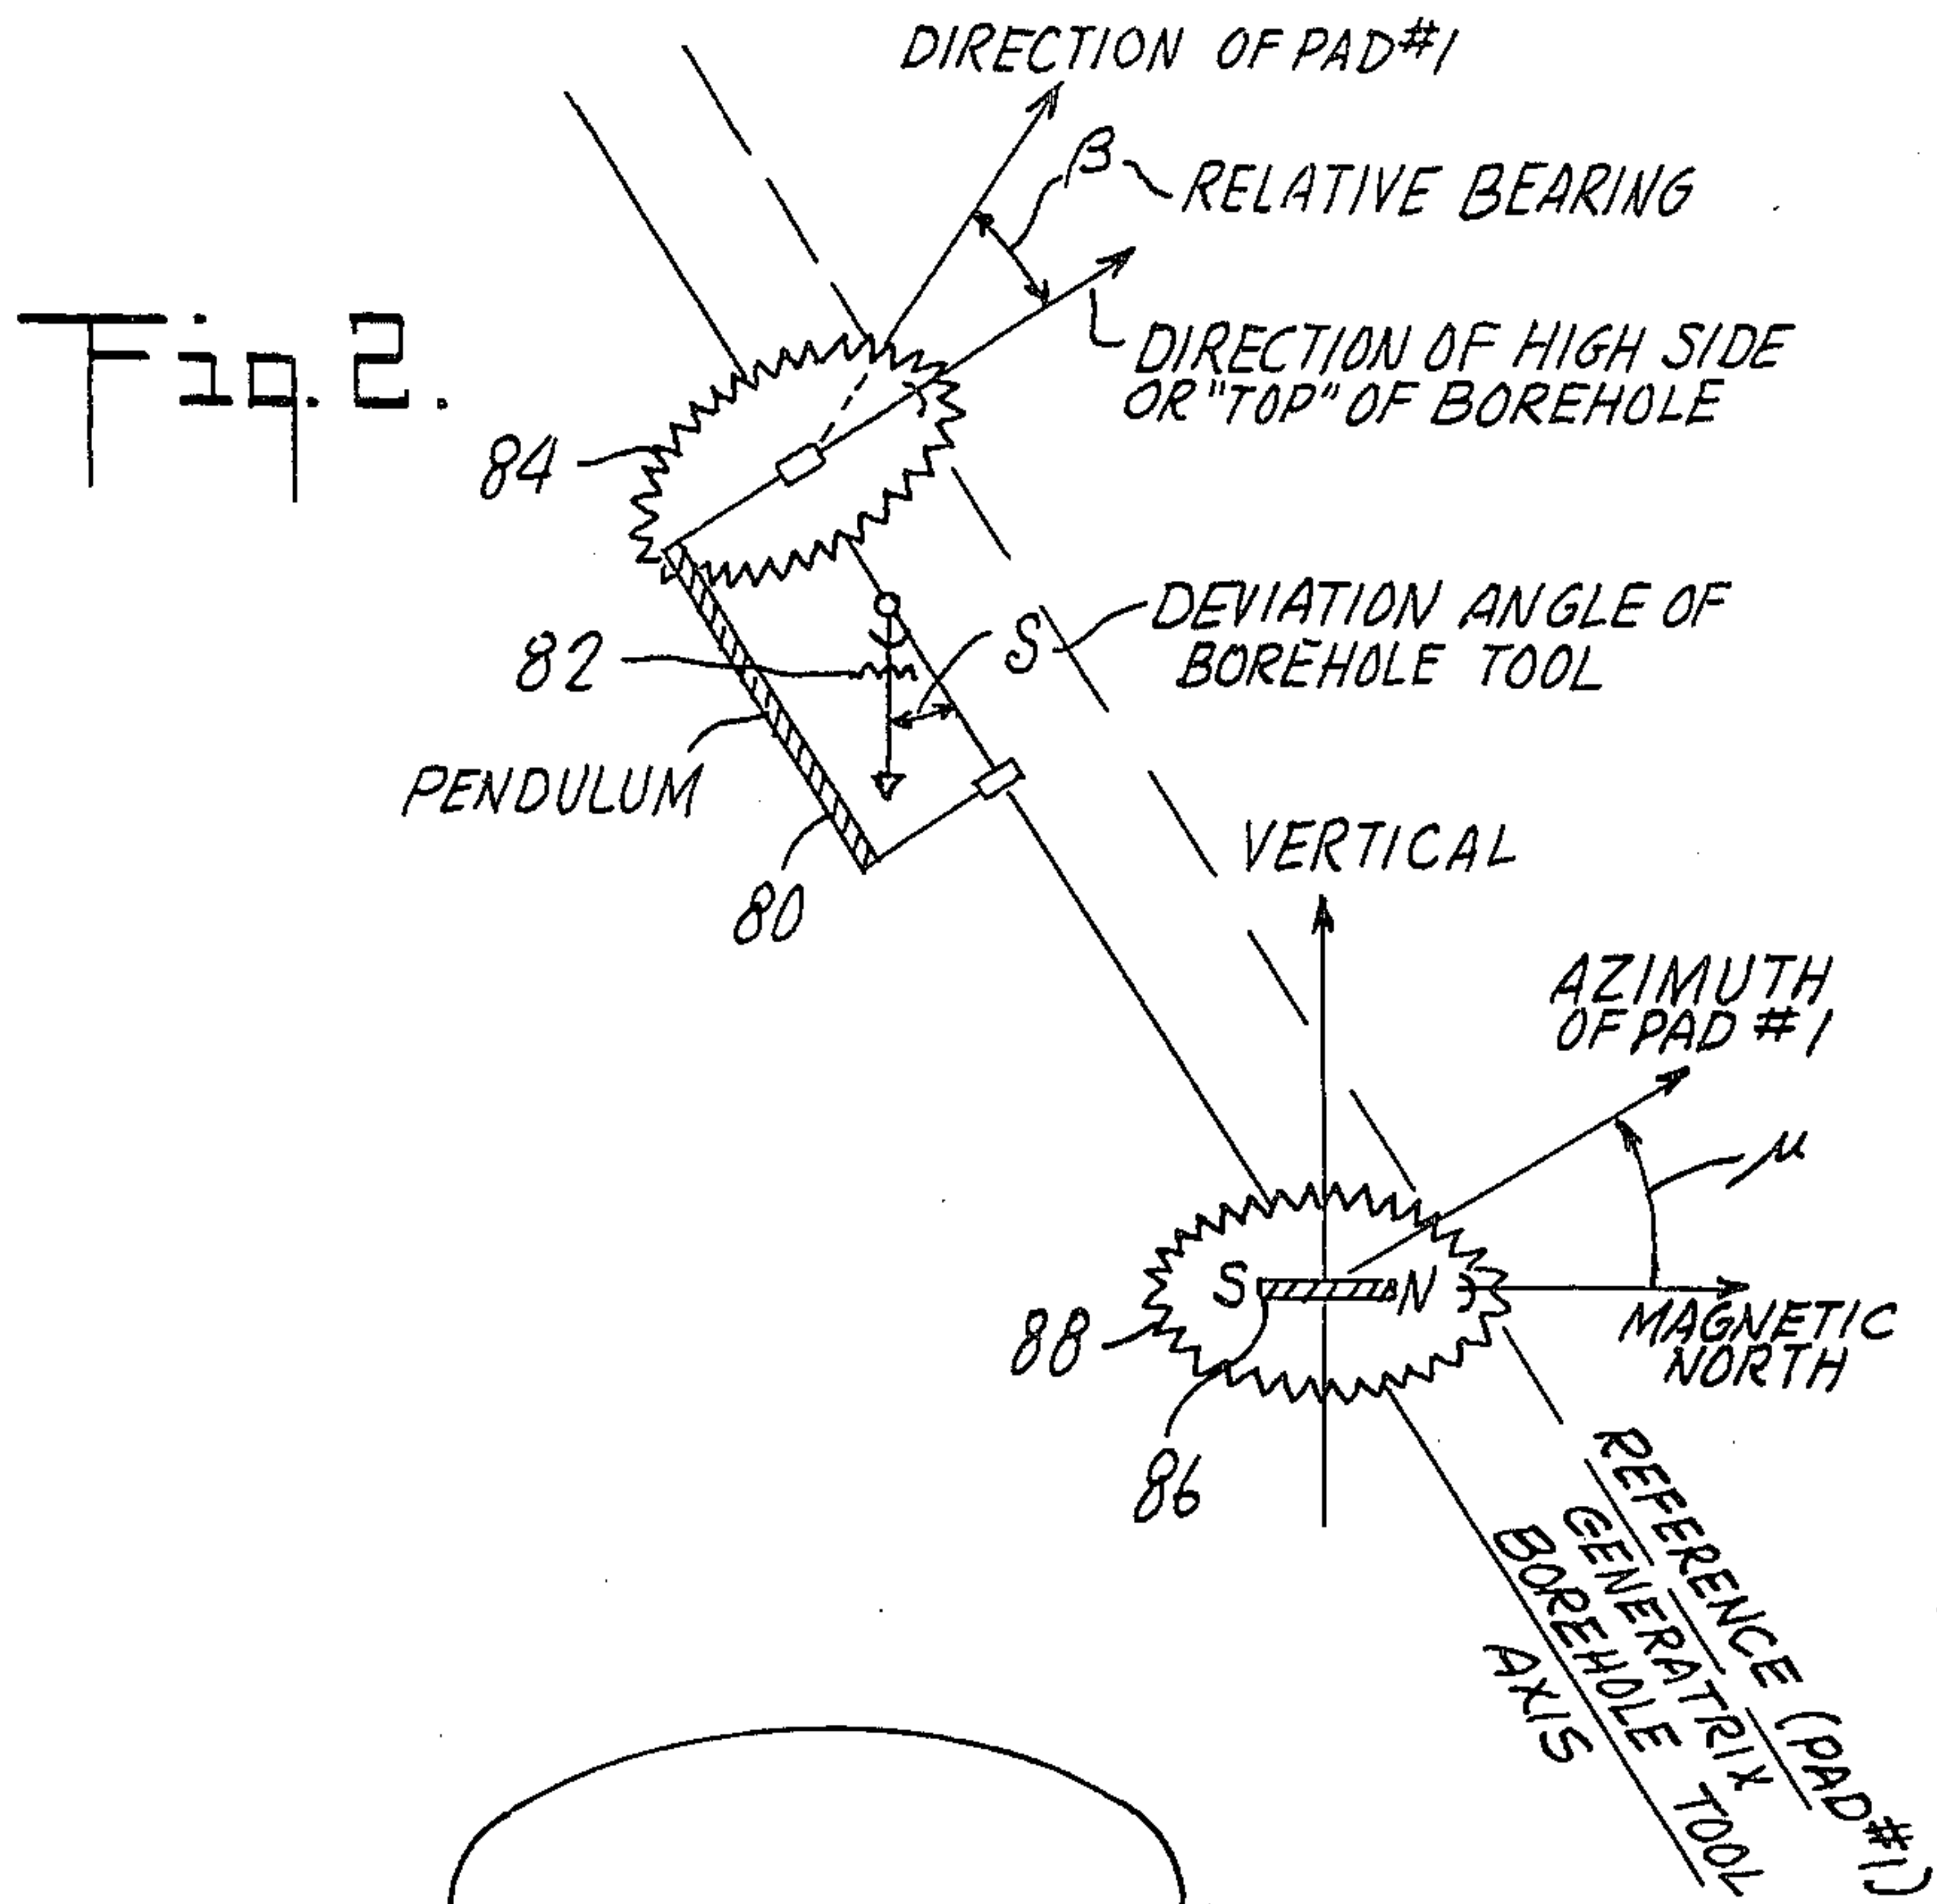 Fig. 2.
DIRECTION OF PAD #1
β
RELATIVE BEARING
DIRECTION OF HIGH SIDE
OR "TOP" OF BOREHOLE
84
82
S
DEVIATION ANGLE OF
BOREHOLE TOOL
PENDULUM
80
VERTICAL
AZIMUTH
OF PAD #1
μ
S
N
MAGNETIC
NORTH
88
86
REFERENCE (PAD #1)
GENERATRIX
BOREHOLE TOOL
AXIS